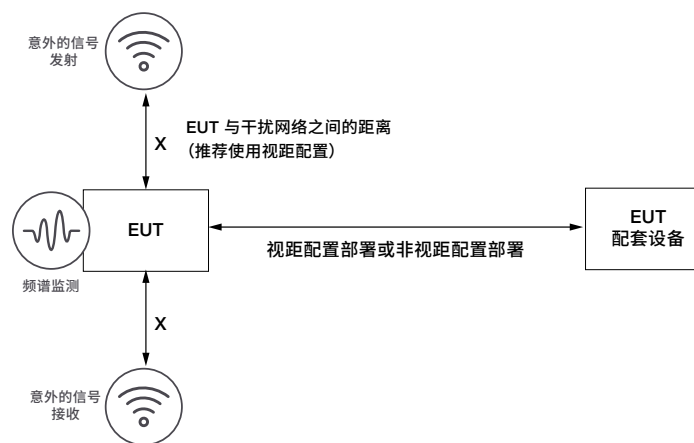 意外的信号
发射
EUT 与干扰网络之间的距离
（推荐使用视距配置）
X
EUT
EUT
配套设备
视距配置部署或非视距配置部署
频谱监测
X
意外的信号
接收